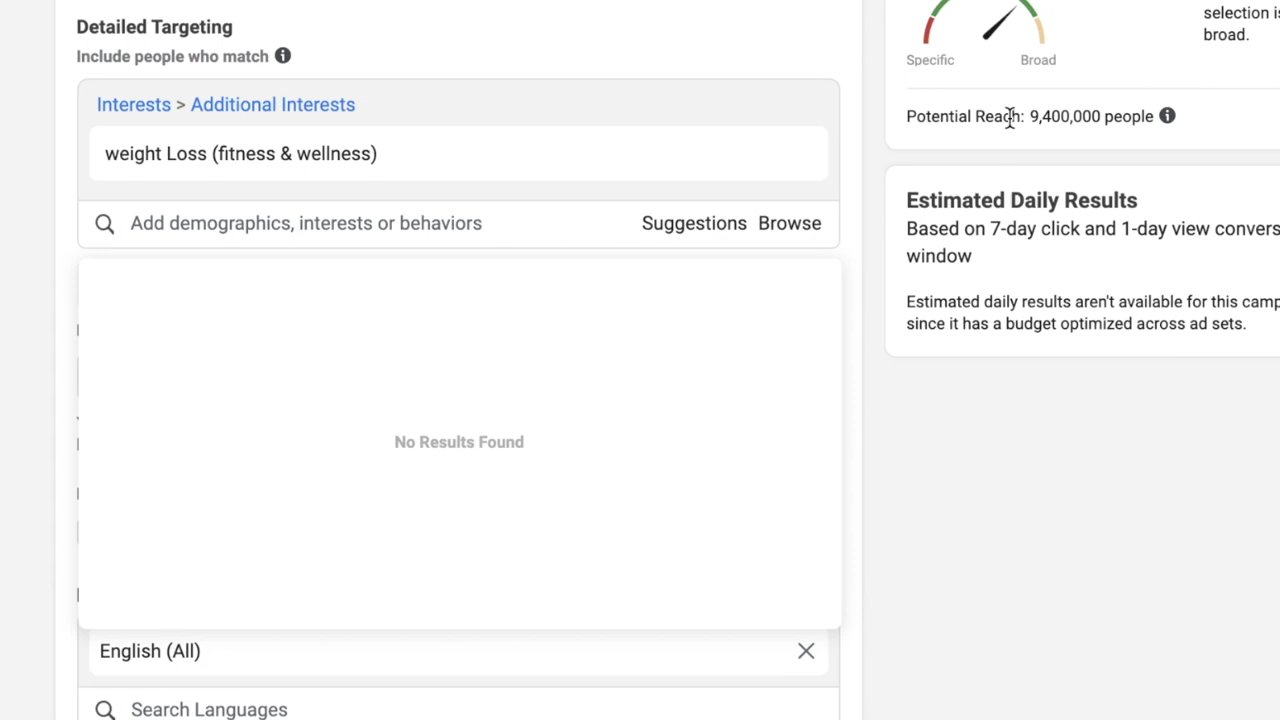 Detailed Targeting
Include people who match
Interests > Additional Interests
weight Loss (fitness & wellness)
Add demographics, interests or behaviors Suggestions Browse
No Results Found
English (All)
Search Languages
selection is
broad.
Specific Broad
Potential Reach: 9,400,000 people
Estimated Daily Results
Based on 7-day click and 1-day view convers
window
Estimated daily results aren't available for this camp
since it has a budget optimized across ad sets.